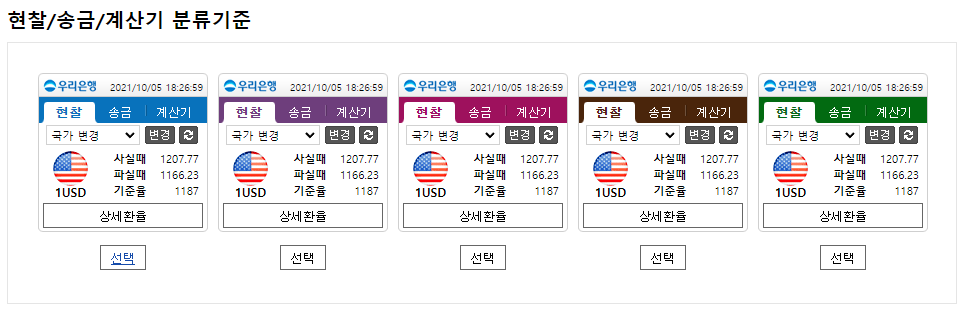 현찰/송금/계산기 분류기준
우리은행 2021/10/05 18:26:59
현찰 송금 계산기
국가 변경 변경
사실때 1207.77
파실때 1166.23
1USD 기준율 1187
상세환율
선택
우리은행 2021/10/05 18:26:59
현찰 송금 계산기
국가 변경 변경
사실때 1207.77
파실때 1166.23
1USD 기준율 1187
상세환율
선택
우리은행 2021/10/05 18:26:59
현찰 송금 계산기
국가 변경 변경
사실때 1207.77
파실때 1166.23
1USD 기준율 1187
상세환율
선택
우리은행 2021/10/05 18:26:59
현찰 송금 계산기
국가 변경 변경
사실때 1207.77
파실때 1166.23
1USD 기준율 1187
상세환율
선택
우리은행 2021/10/05 18:26:59
현찰 송금 계산기
국가 변경 변경
사실때 1207.77
파실때 1166.23
1USD 기준율 1187
상세환율
선택